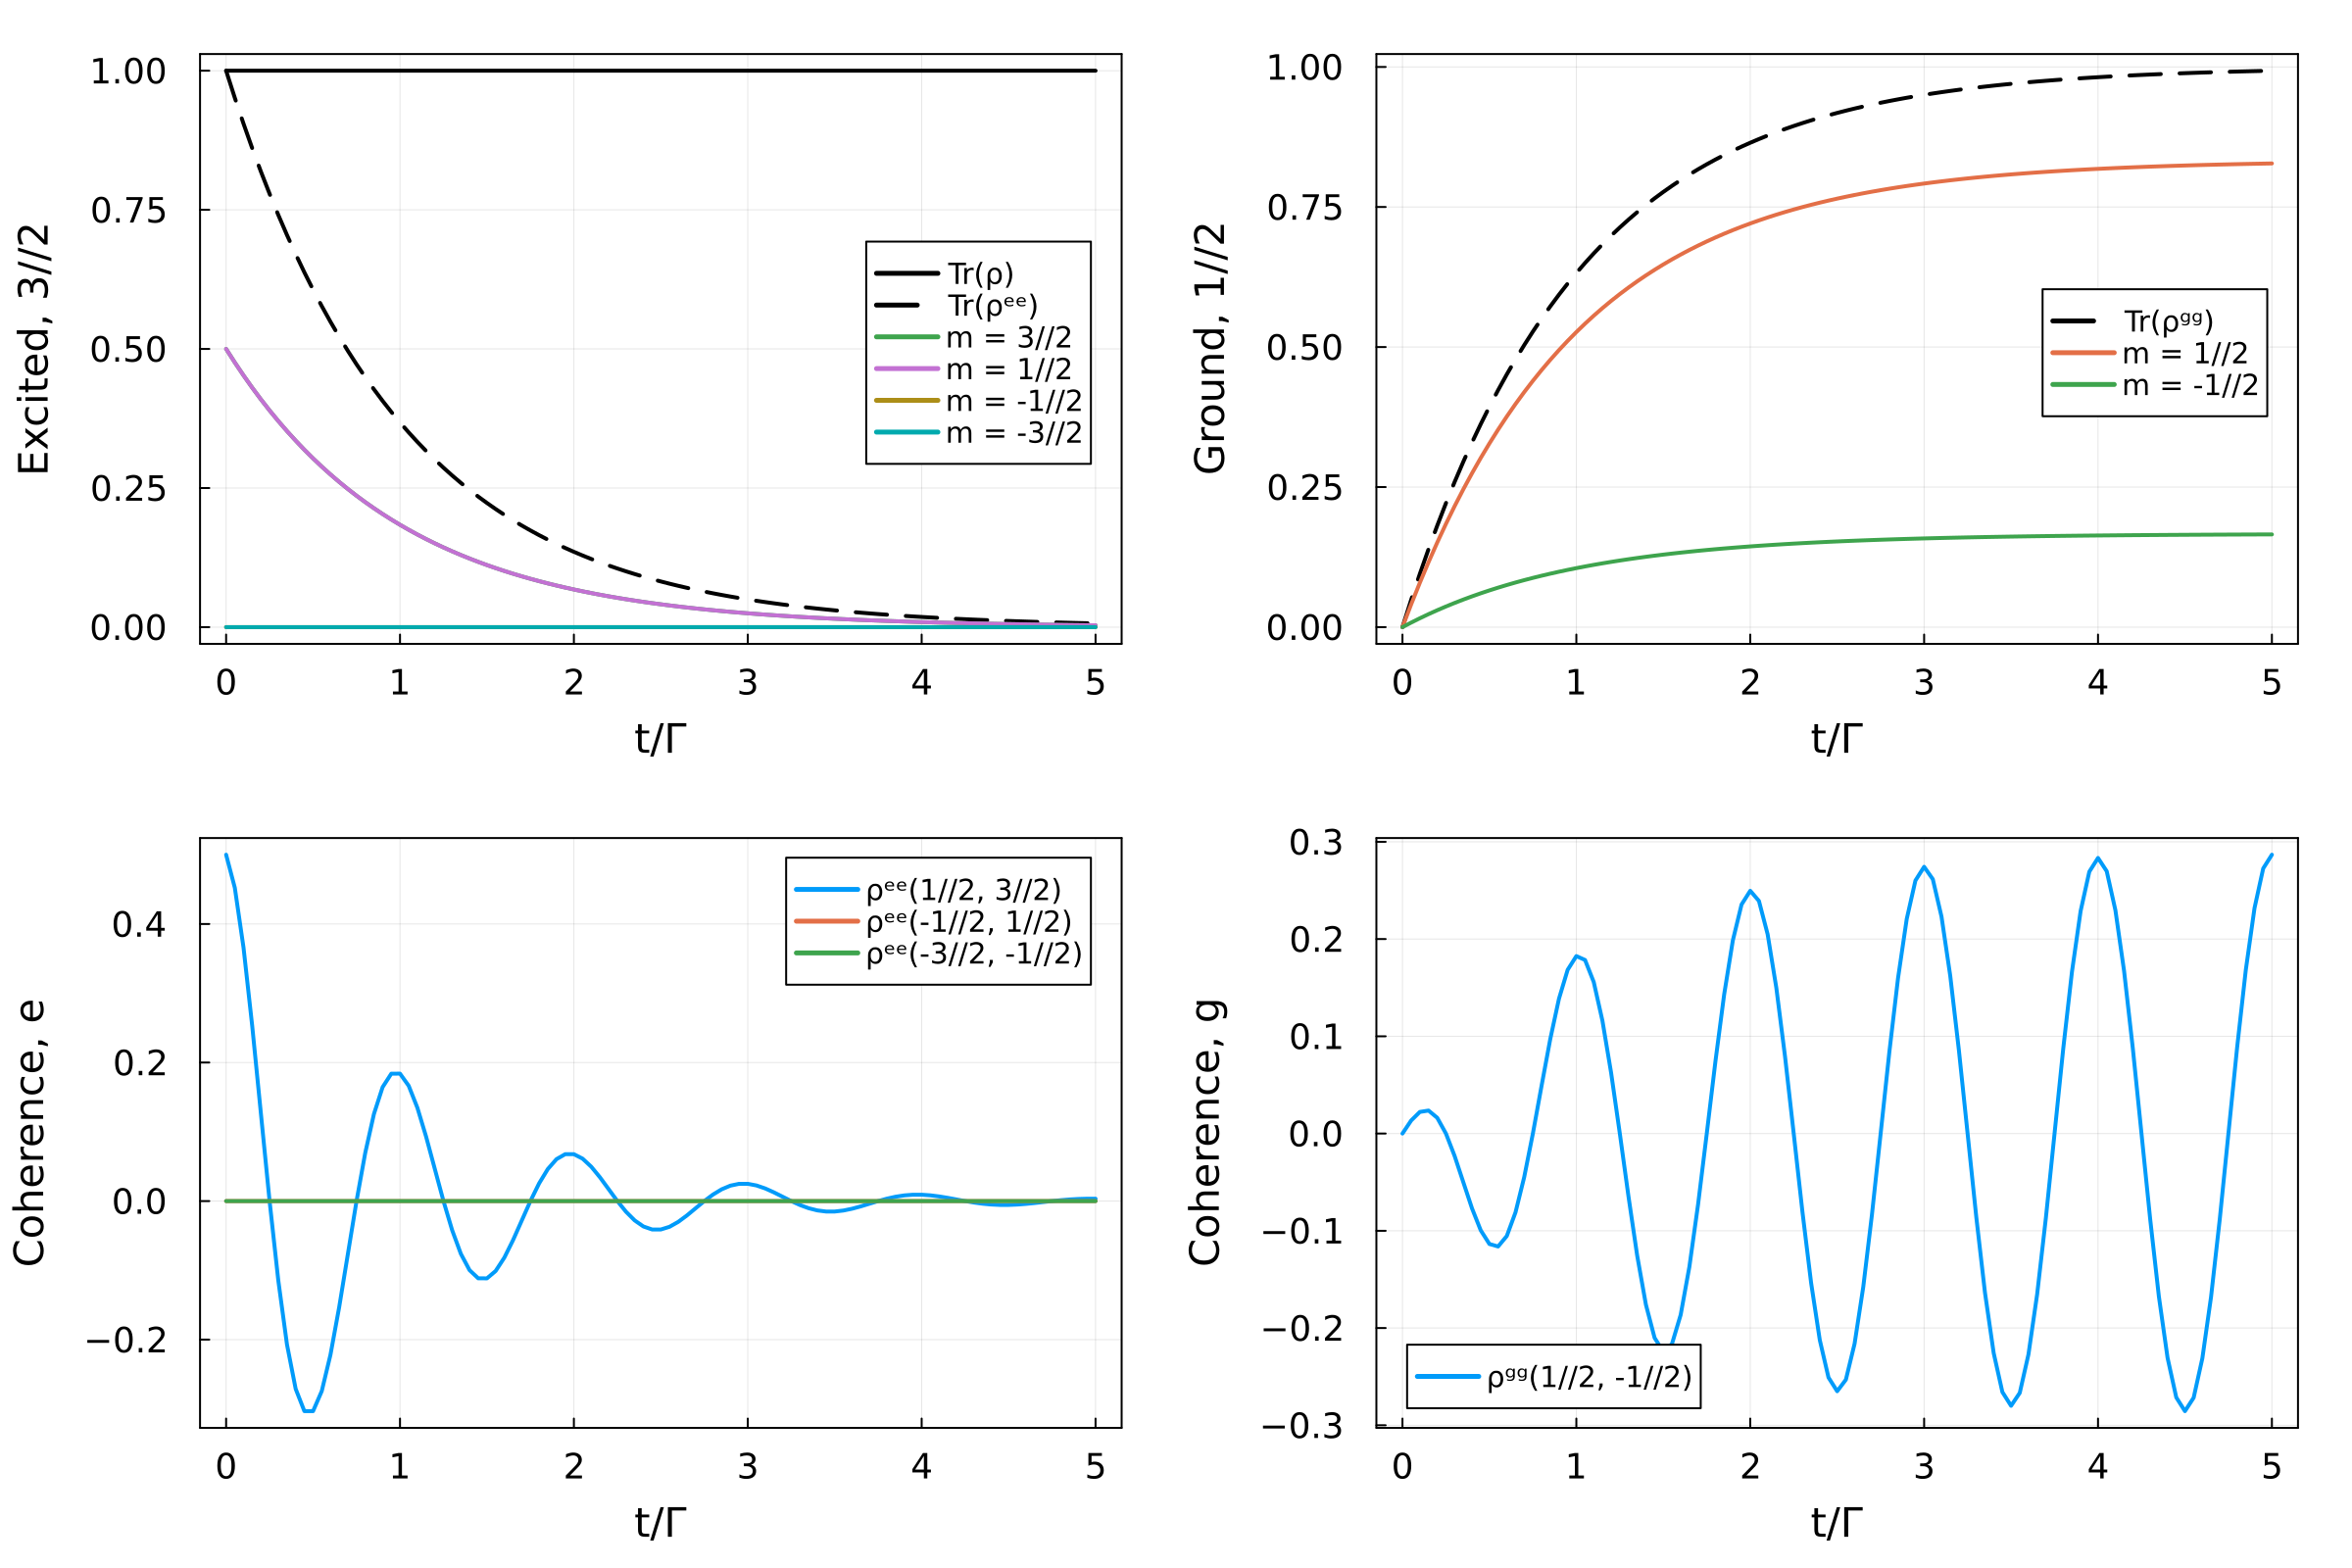 Excited, 3//2
1.00
0.75
0.50
0.25
0.00
Tr(ρ)
Tr(ρᵉᵉ)
m = 3//2
m = 1//2
m = -1//2
m = -3//2
0 1 2 3 4 5
t/Γ
Ground, 1//2
1.00
0.75
0.50
0.25
0.00
Tr(ρᵍᵍ)
m = 1//2
m = -1//2
0 1 2 3 4 5
t/Γ
Coherence, e
0.4
0.2
0.0
−0.2
ρᵉᵉ(1//2, 3//2)
ρᵉᵉ(-1//2, 1//2)
ρᵉᵉ(-3//2, -1//2)
0 1 2 3 4 5
t/Γ
Coherence, g
0.3
0.2
0.1
0.0
−0.1
−0.2
−0.3
ρᵍᵍ(1//2, -1//2)
0 1 2 3 4 5
t/Γ